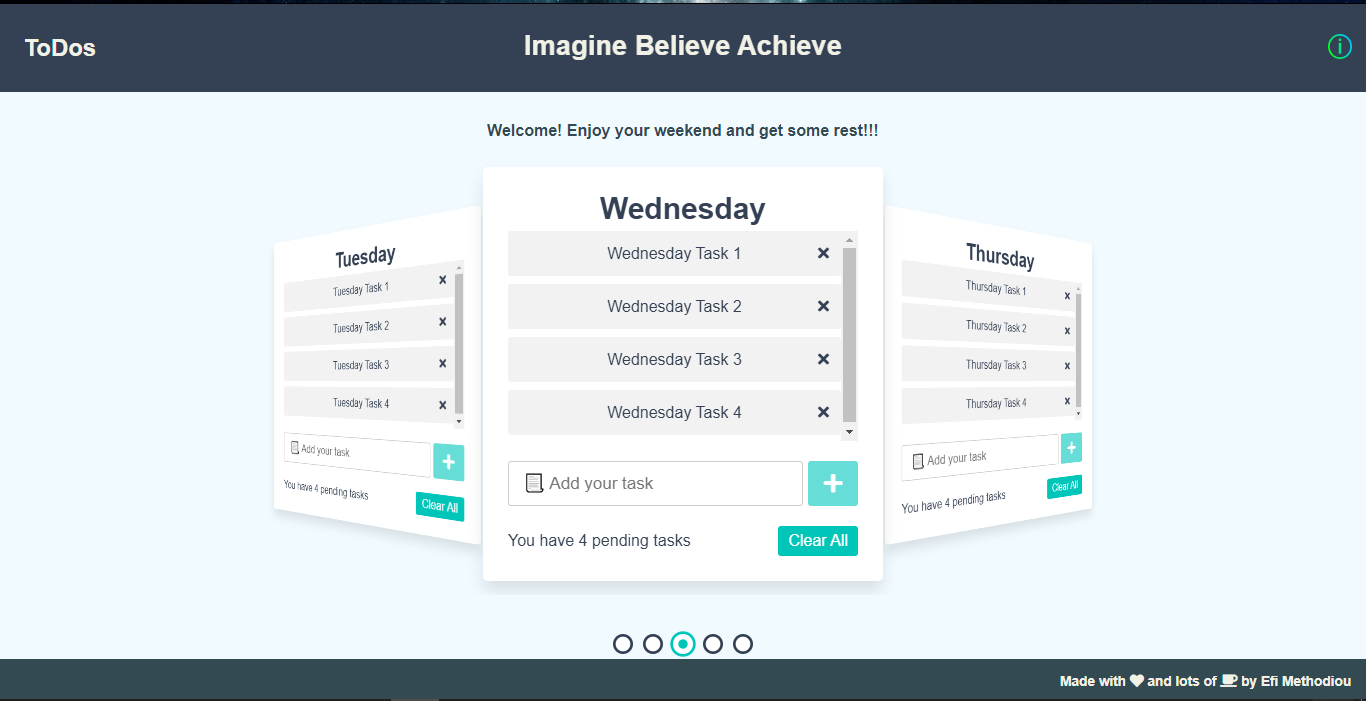 ToDos
Imagine Believe Achieve
Welcome! Enjoy your weekend and get some rest!!!
Tuesday
Tuesday Task 1
Tuesday Task 2
Tuesday Task 3
Tuesday Task 4
Add your task
You have 4 pending tasks
Clear All
Wednesday
Wednesday Task 1
Wednesday Task 2
Wednesday Task 3
Wednesday Task 4
Add your task
You have 4 pending tasks
Clear All
Thursday
Thursday Task 1
Thursday Task 2
Thursday Task 3
Thursday Task 4
Add your task
You have 4 pending tasks
Clear All
Made with and lots of by Efi Methodiou